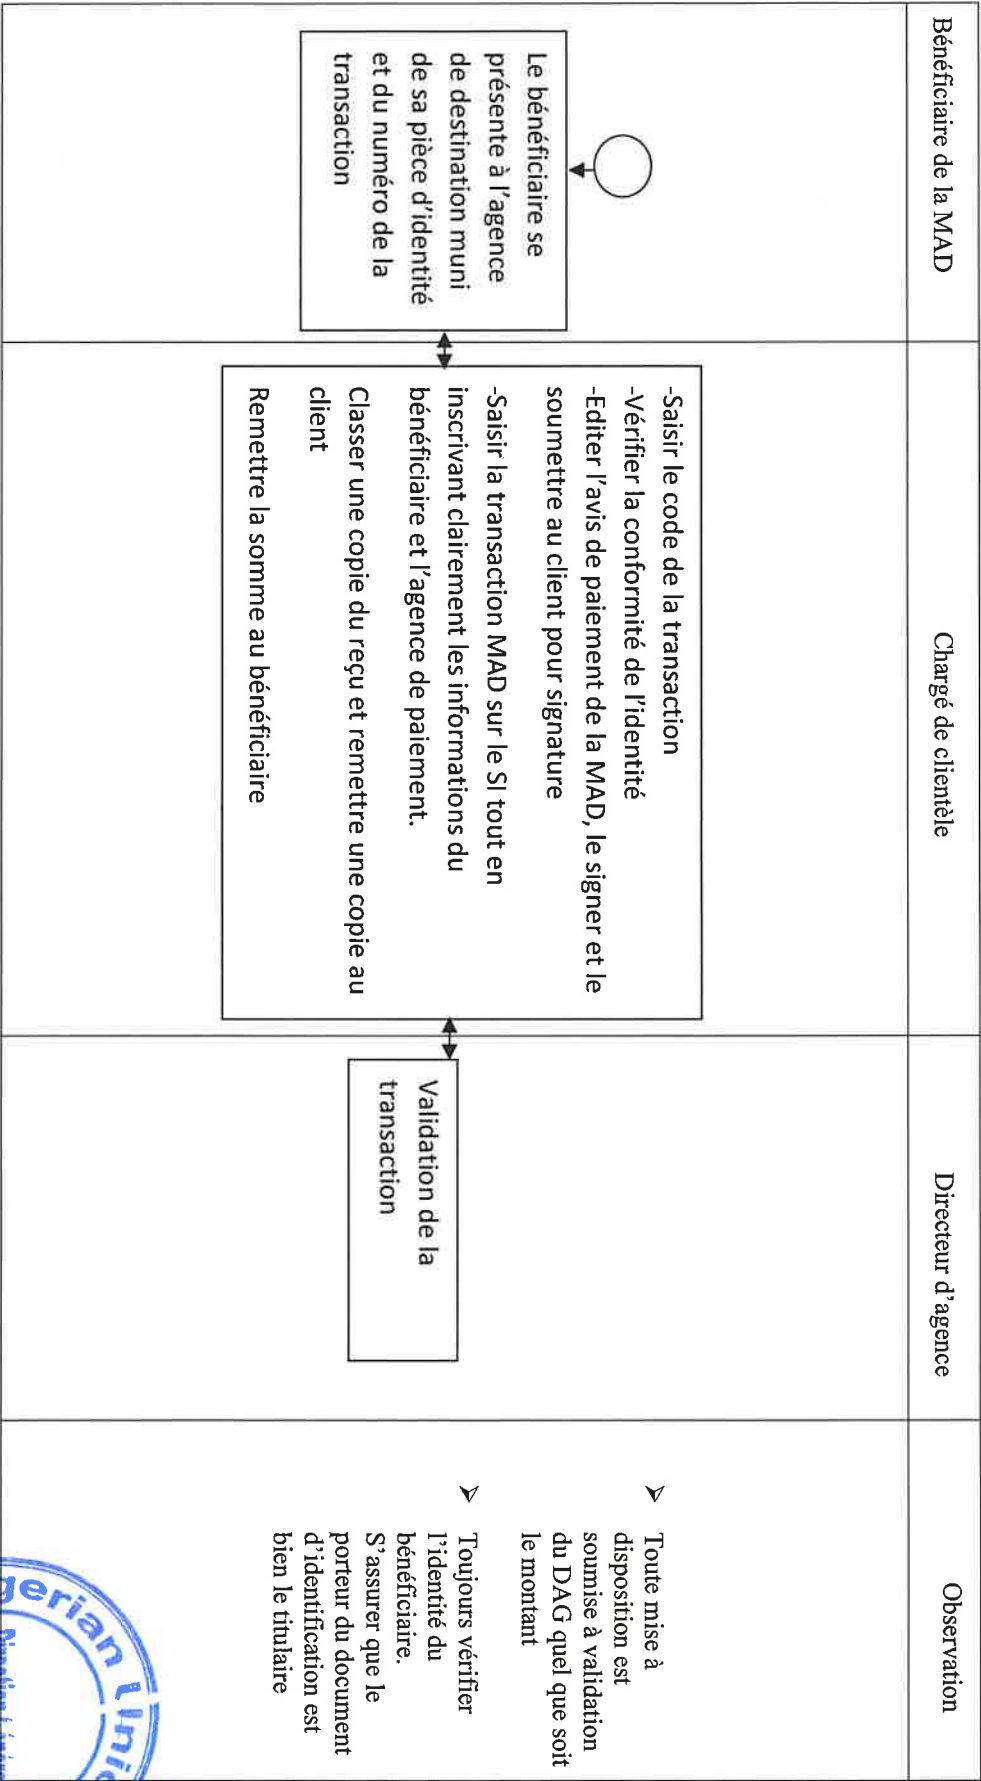 Bénéficiaire de la MAD
Chargé de clientèle
Directeur d'agence
Observation
Le bénéficiaire se
présente à l'agence
de destination muni
de sa pièce d'identité
et du numéro de la
transaction
-Saisir le code de la transaction
-Vérifier la conformité de l'identité
-Editer l'avis de paiement de la MAD, le signer et le
soumettre au client pour signature
-Saisir la transaction MAD sur le SI tout en
inscrivant clairement les informations du
bénéficiaire et l'agence de paiement.
Classer une copie du reçu et remettre une copie au
client
Remettre la somme au bénéficiaire
Validation de la
transaction
➢ Toute mise à
disposition est
soumise à validation
du DAG quel que soit
le montant
➢ Toujours vérifier
l'identité du
bénéficiaire.
S'assurer que le
porteur du document
d'identification est
bien le titulaire
gerian Unio